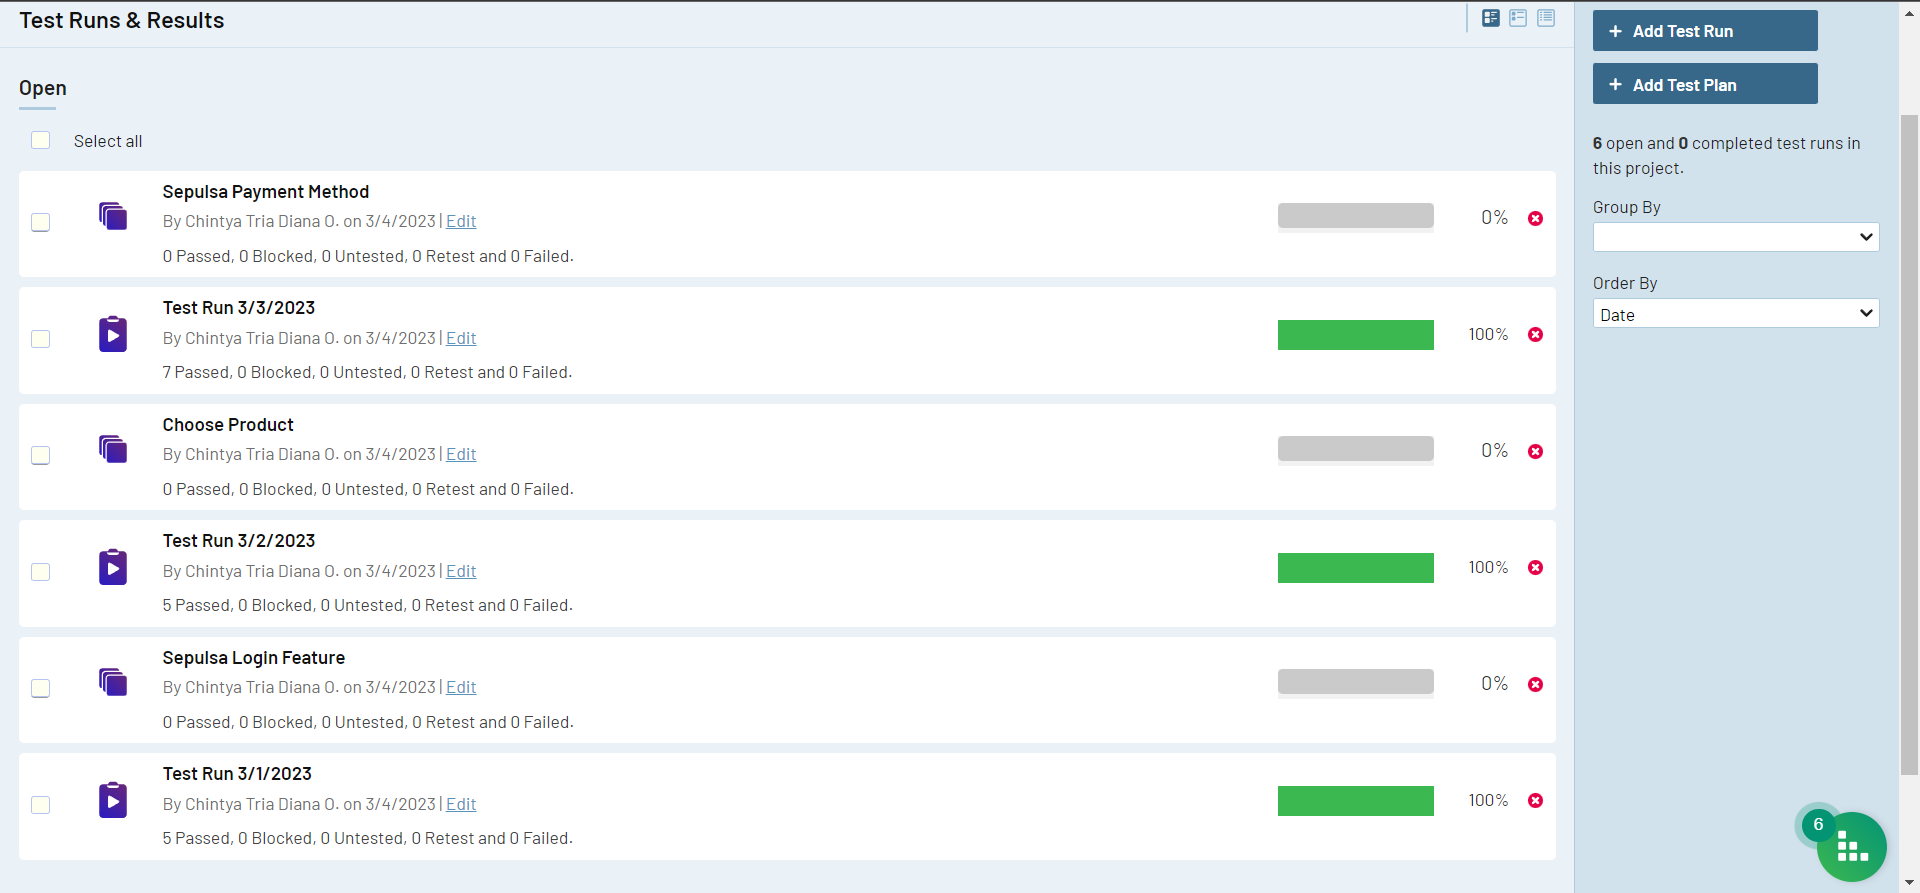 Test Runs & Results
Open
Select all
Sepulsa Payment Method
By Chintya Tria Diana O. on 3/4/2023 | Edit
0 Passed, 0 Blocked, 0 Untested, 0 Retest and 0 Failed.
0%
Test Run 3/3/2023
By Chintya Tria Diana O. on 3/4/2023 | Edit
7 Passed, 0 Blocked, 0 Untested, 0 Retest and 0 Failed.
100%
Choose Product
By Chintya Tria Diana O. on 3/4/2023 | Edit
0 Passed, 0 Blocked, 0 Untested, 0 Retest and 0 Failed.
0%
Test Run 3/2/2023
By Chintya Tria Diana O. on 3/4/2023 | Edit
5 Passed, 0 Blocked, 0 Untested, 0 Retest and 0 Failed.
100%
Sepulsa Login Feature
By Chintya Tria Diana O. on 3/4/2023 | Edit
0 Passed, 0 Blocked, 0 Untested, 0 Retest and 0 Failed.
0%
Test Run 3/1/2023
By Chintya Tria Diana O. on 3/4/2023 | Edit
5 Passed, 0 Blocked, 0 Untested, 0 Retest and 0 Failed.
100%
+ Add Test Run
+ Add Test Plan
6 open and 0 completed test runs in
this project.
Group By
Order By
Date
6